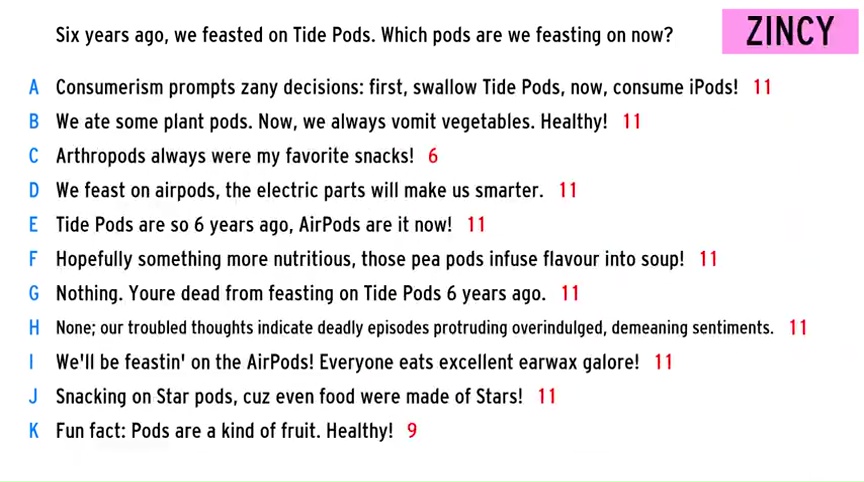 Six years ago, we feasted on Tide Pods. Which pods are we feasting on now?
ZINCY
A Consumerism prompts zany decisions: first, swallow Tide Pods, now, consume iPods! 11
B We ate some plant pods. Now, we always vomit vegetables. Healthy! 11
C Arthropods always were my favorite snacks! 6
D We feast on airpods, the electric parts will make us smarter. 11
E Tide Pods are so 6 years ago, AirPods are it now! 11
F Hopefully something more nutritious, those pea pods infuse flavour into soup! 11
G Nothing. Youre dead from feasting on Tide Pods 6 years ago. 11
H None; our troubled thoughts indicate deadly episodes protruding overindulged, demeaning sentiments. 11
I We'll be feastin' on the AirPods! Everyone eats excellent earwax galore! 11
J Snacking on Star pods, cuz even food were made of Stars! 11
K Fun fact: Pods are a kind of fruit. Healthy! 9